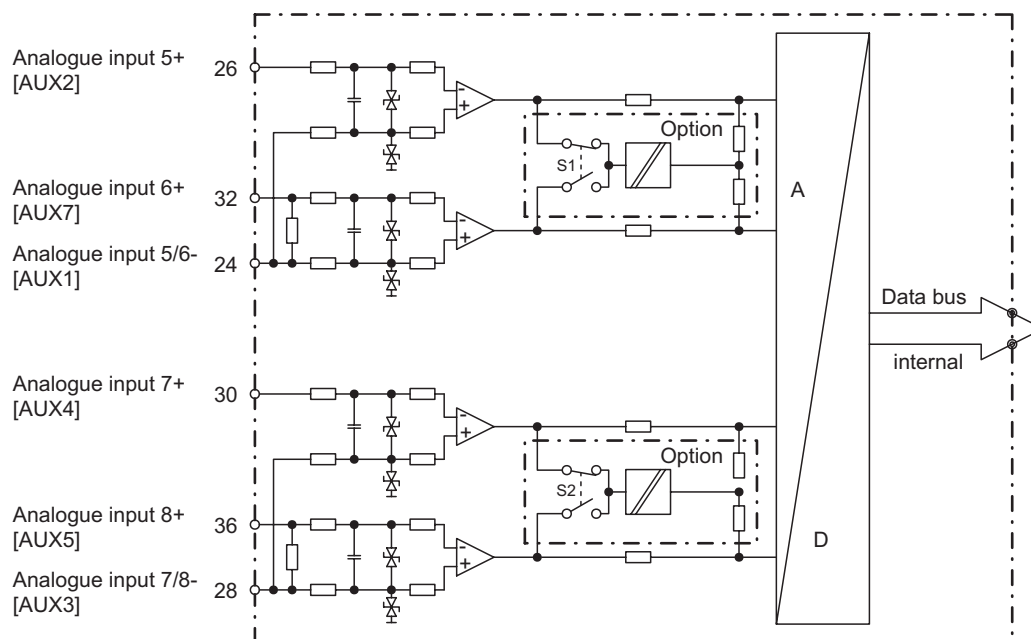 Analogue input 5+
[AUX2]
26
Option
S1
Analogue input 6+
[AUX7]
32
A
Analogue input 5/6-
[AUX1]
24
Data bus
internal
Analogue input 7+
[AUX4]
30
Option
S2
Analogue input 8+
[AUX5]
36
D
Analogue input 7/8-
[AUX3]
28